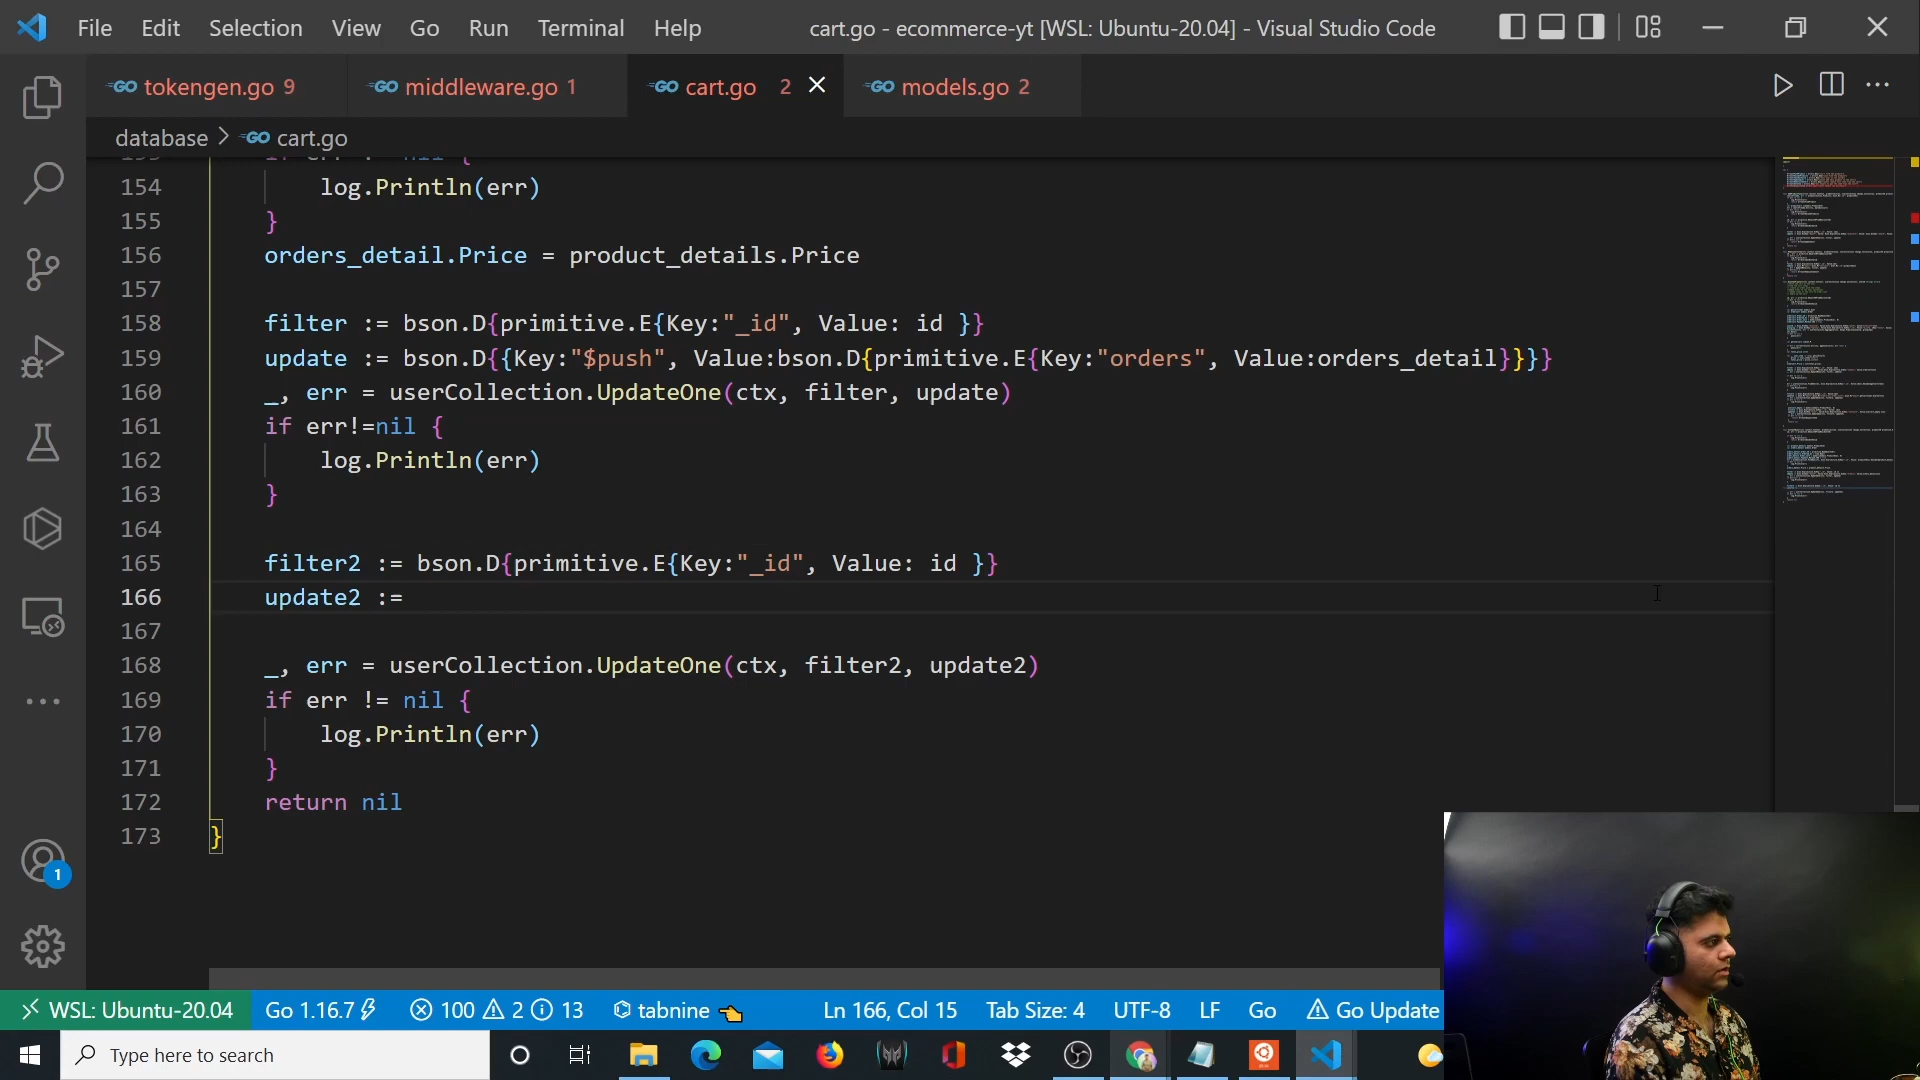 File Edit Selection View Go Run Terminal Help cart.go - ecommerce-yt [WSL: Ubuntu-20.04] - Visual Studio Code
tokengen.go 9 middleware.go 1 cart.go 2 models.go 2
database > cart.go
154 log.Println(err)
155 }
156 orders_detail.Price = product_details.Price
157
158 filter := bson.D{primitive.E{Key:"_id", Value: id }}
159 update := bson.D{{Key:"$push", Value:bson.D{primitive.E{Key:"orders", Value:orders_detail}}}}
160 _, err = userCollection.UpdateOne(ctx, filter, update)
161 if err!=nil {
162 log.Println(err)
163 }
164
165 filter2 := bson.D{primitive.E{Key:"_id", Value: id }}
166 update2 :=
167
168 _, err = userCollection.UpdateOne(ctx, filter2, update2)
169 if err != nil {
170 log.Println(err)
171 }
172 return nil
173 }
1
WSL: Ubuntu-20.04 Go 1.16.7 100 2 13 tabnine Ln 166, Col 15 Tab Size: 4 UTF-8 LF Go Go Update
Type here to search